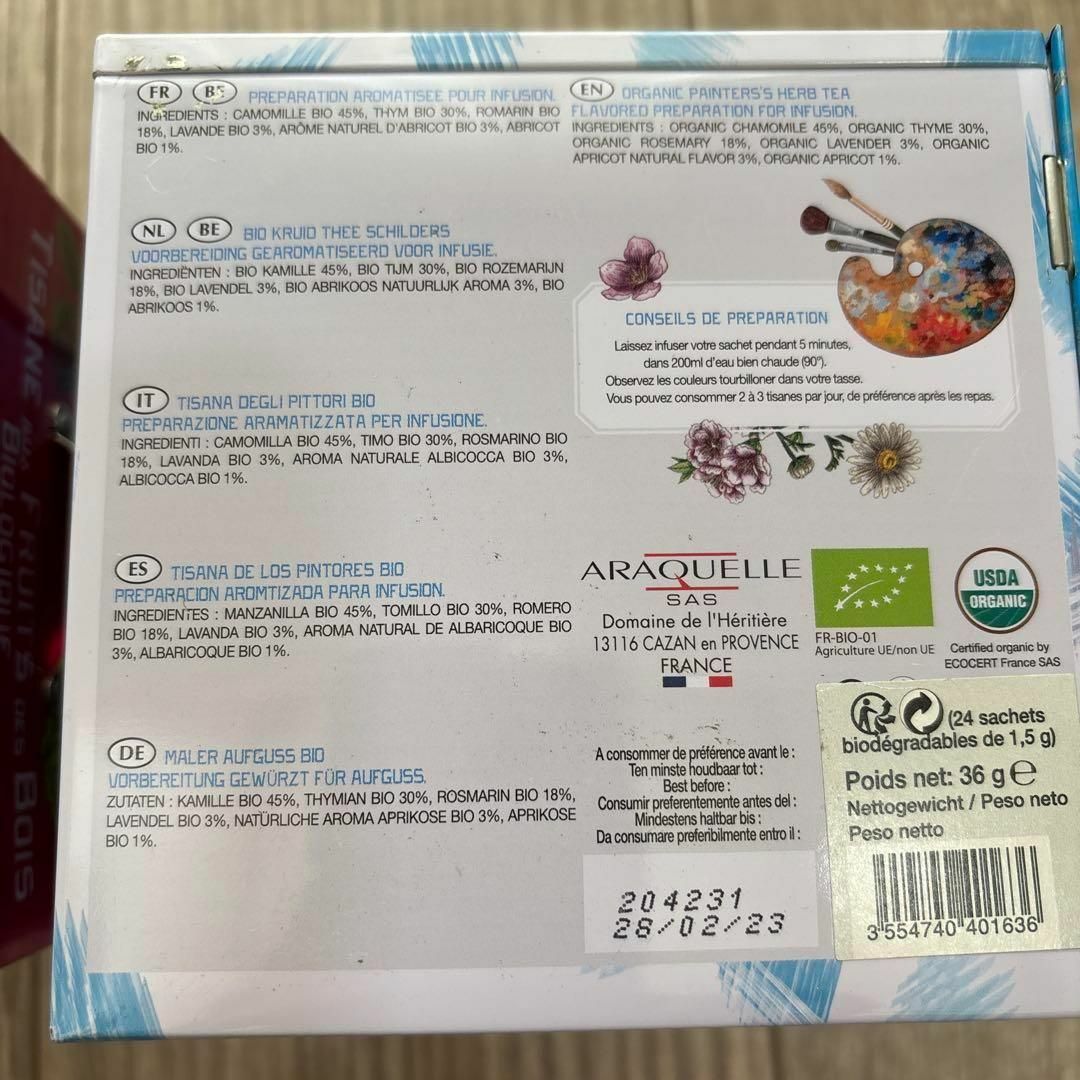 FR BE PREPARATION AROMATISEE POUR INFUSION.
INGREDIENTS : CAMOMILLE BIO 45%, THYM BIO 30%, ROMARIN BIO
18%, LAVANDE BIO 3%, ARÔME NATUREL D'ABRICOT BIO 3%, ABRICOT
BIO 1%.
EN ORGANIC PAINTERS'S HERB TEA
FLAVORED PREPARATION FOR INFUSION.
INGREDIENTS : ORGANIC CHAMOMILE 45%, ORGANIC THYME 30%,
ORGANIC ROSEMARY 18%, ORGANIC LAVENDER 3%, ORGANIC
APRICOT NATURAL FLAVOR 3%, ORGANIC APRICOT 1%.
NL BE BIO KRUID THEE SCHILDERS
VOORBEREIDING GEAROMATISEERD VOOR INFUSIE.
INGREDIËNTEN : BIO KAMILLE 45%, BIO TIJM 30%, BIO ROZEMARIJN
18%, BIO LAVENDEL 3%, BIO ABRIKOOS NATUURLIJK AROMA 3%, BIO
ABRIKOOS 1%.
CONSEILS DE PREPARATION
Laissez infuser votre sachet pendant 5 minutes,
dans 200ml d'eau bien chaude (90°).
Observez les couleurs tourbilloner dans votre tasse.
Vous pouvez consommer 2 à 3 tisanes par jour, de préférence après les repas.
IT TISANA DEGLI PITTORI BIO
PREPARAZIONE ARAMATIZZATA PER INFUSIONE.
INGREDIENTI : CAMOMILLA BIO 45%, TIMO BIO 30%, ROSMARINO BIO
18%, LAVANDA BIO 3%, AROMA NATURALE ALBICOCCA BIO 3%,
ALBICOCCA BIO 1%.
ES TISANA DE LOS PINTORES BIO
PREPARACION AROMTIZADA PARA INFUSION.
INGREDIENTES : MANZANILLA BIO 45%, TOMILLO BIO 30%, ROMERO
BIO 18%, LAVANDA BIO 3%, AROMA NATURAL DE ALBARICOQUE BIO
3%, ALBARICOQUE BIO 1%.
ARAQUELLE
SAS
Domaine de l'Héritière
13116 CAZAN en PROVENCE
FRANCE
FR-BIO-01
Agriculture UE/non UE
USDA
ORGANIC
Certified organic by
ECOCERT France SAS
DE MALER AUFGUSS BIO
VORBEREITUNG GEWÜRZT FÜR AUFGUSS.
ZUTATEN : KAMILLE BIO 45%, THYMIAN BIO 30%, ROSMARIN BIO 18%,
LAVENDEL BIO 3%, NATÜRLICHE AROMA APRIKOSE BIO 3%, APRIKOSE
BIO 1%.
A consommer de préférence avant le :
Ten minste houdbaar tot :
Best before :
Consumir preferentemente antes del :
Mindestens haltbar bis :
Da consumare preferibilmente entro il :
204231
28/02/23
(24 sachets
biodégradables de 1,5 g)
Poids net: 36 g e
Nettogewicht / Peso neto
Peso netto
3 554740 401636
TISANE
FRUITS DES BOIS
BIOLOGIQUE